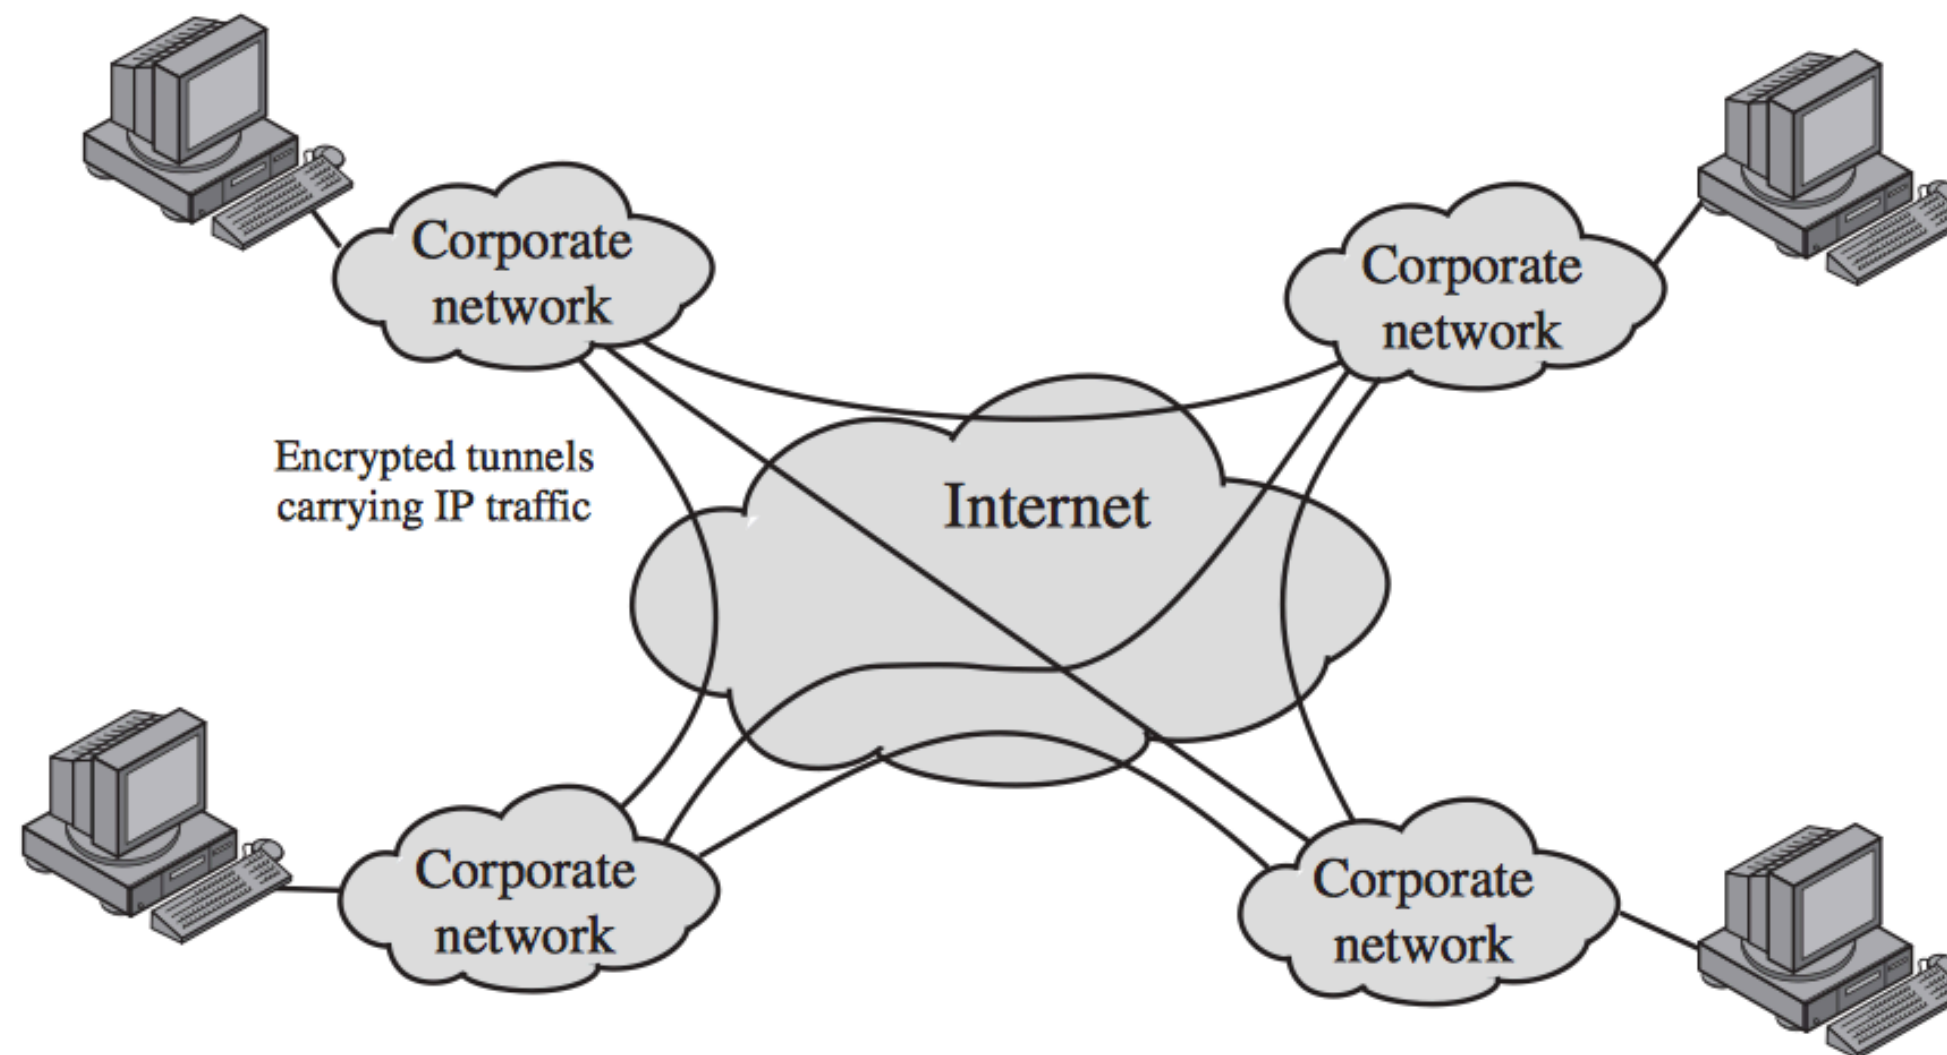 Corporate
network
Corporate
network
Encrypted tunnels
carrying IP traffic
Internet
Corporate
network
Corporate
network